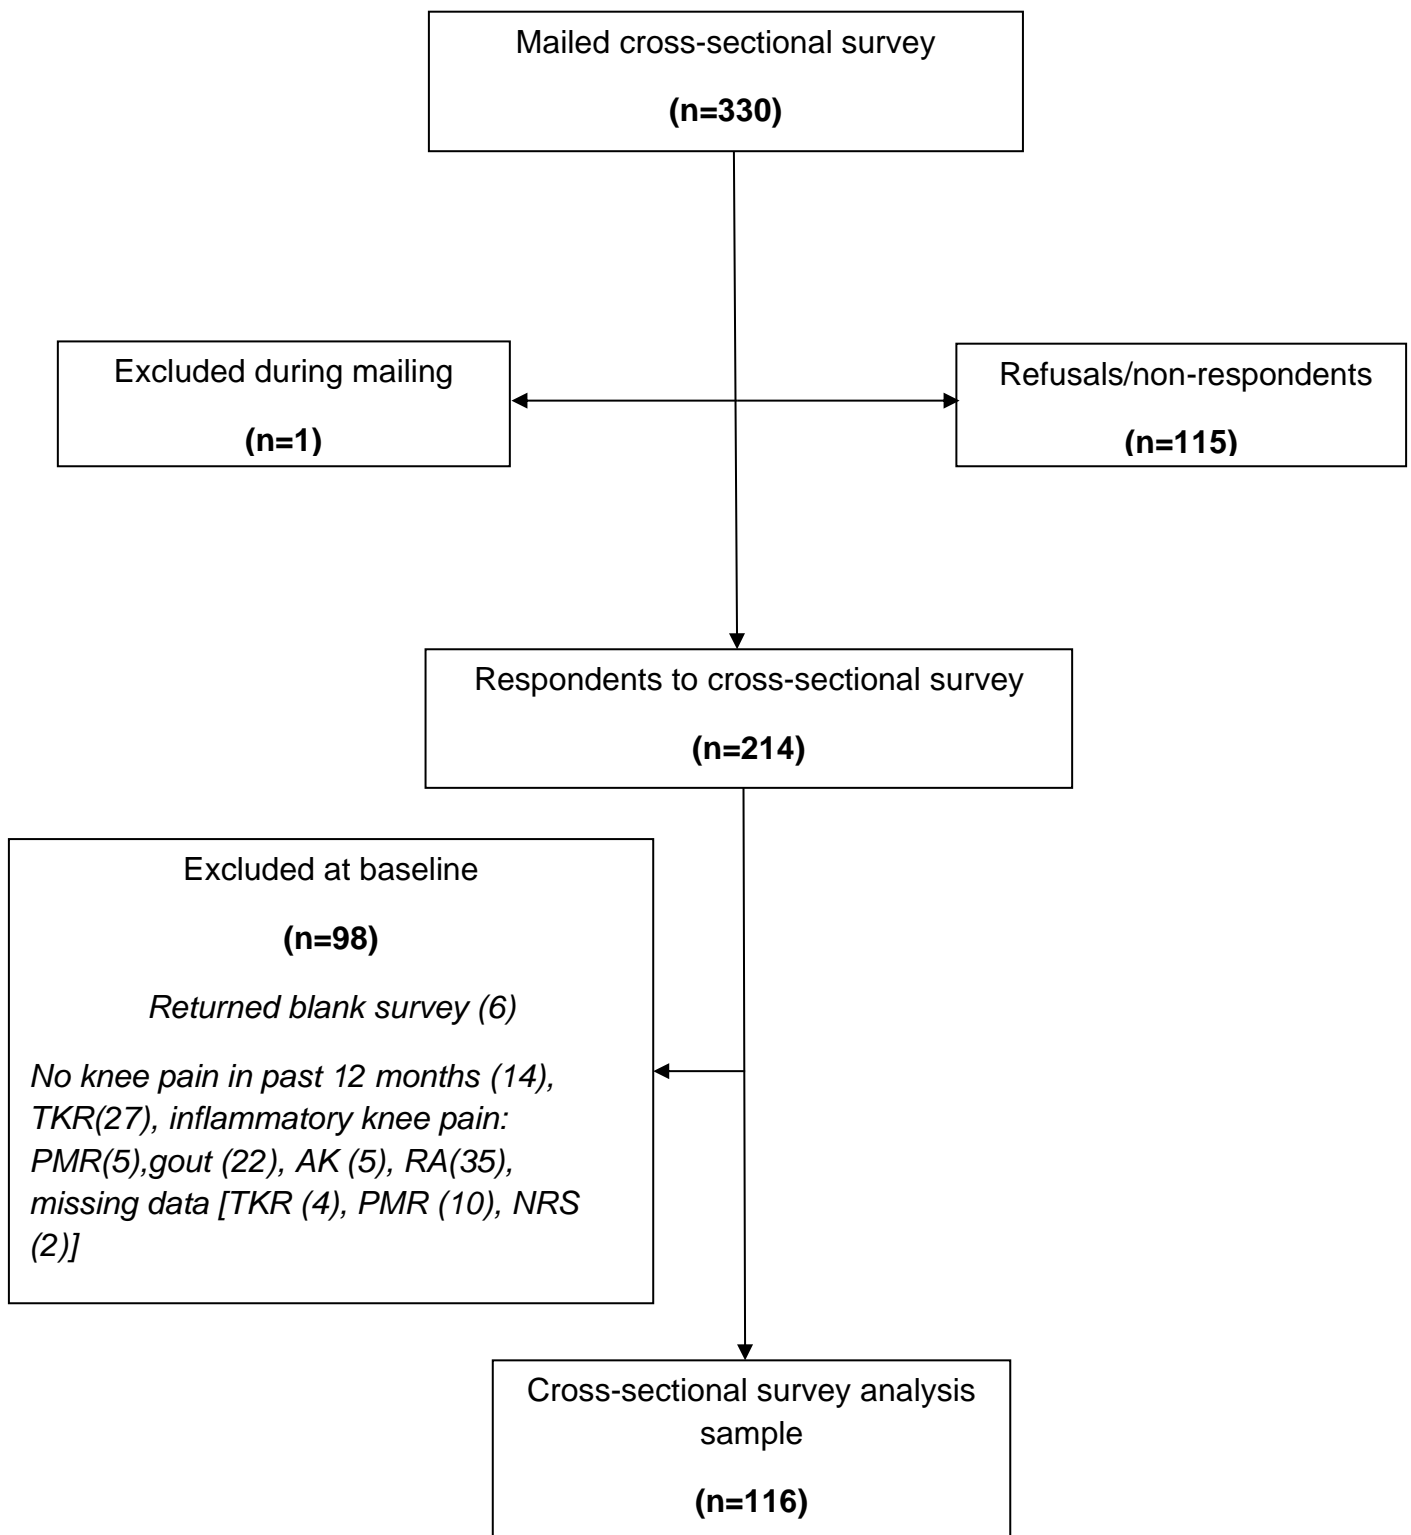 Mailed cross-sectional survey
(n=330)
Excluded during mailing
(n=1)
Refusals/non-respondents
(n=115)
Respondents to cross-sectional survey
(n=214)
Excluded at baseline
(n=98)
Returned blank survey (6)
No knee pain in past 12 months (14),
TKR(27), inflammatory knee pain:
PMR(5),gout (22), AK (5), RA(35),
missing data [TKR (4), PMR (10), NRS
(2)]
Cross-sectional survey analysis
sample
(n=116)